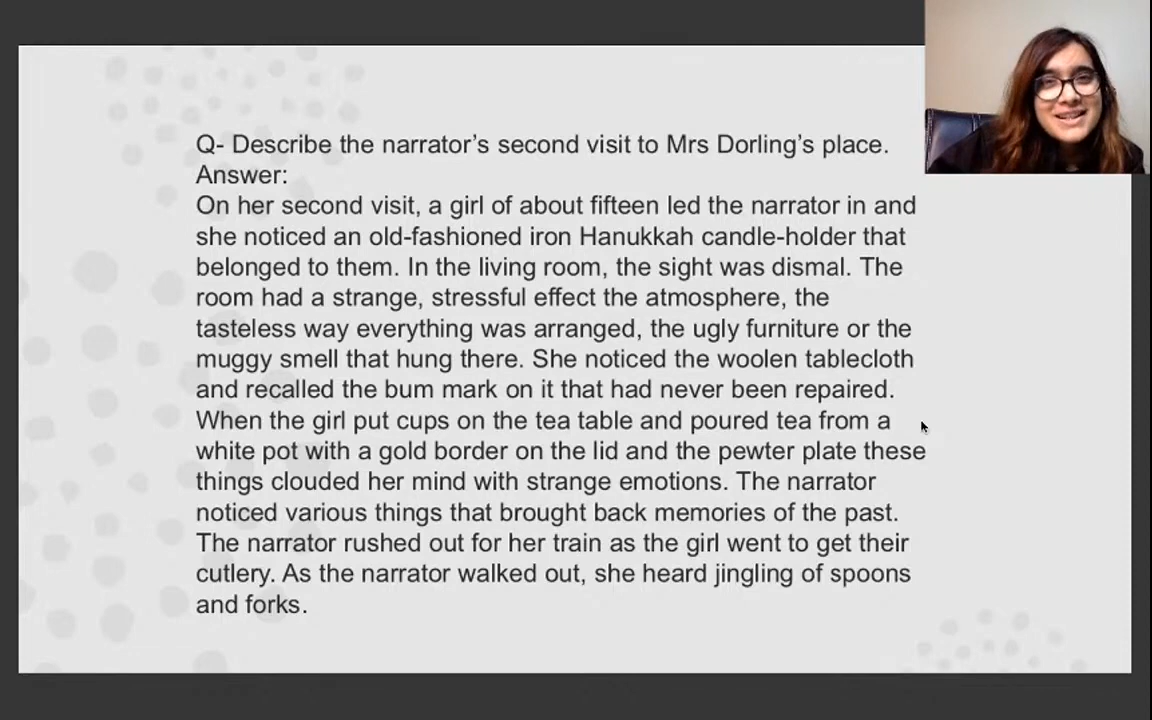 Q- Describe the narrator’s second visit to Mrs Dorling’s place.
Answer:
On her second visit, a girl of about fifteen led the narrator in and
she noticed an old-fashioned iron Hanukkah candle-holder that
belonged to them. In the living room, the sight was dismal. The
room had a strange, stressful effect the atmosphere, the
tasteless way everything was arranged, the ugly furniture or the
muggy smell that hung there. She noticed the woolen tablecloth
and recalled the bum mark on it that had never been repaired.
When the girl put cups on the tea table and poured tea from a
white pot with a gold border on the lid and the pewter plate these
things clouded her mind with strange emotions. The narrator
noticed various things that brought back memories of the past.
The narrator rushed out for her train as the girl went to get their
cutlery. As the narrator walked out, she heard jingling of spoons
and forks.